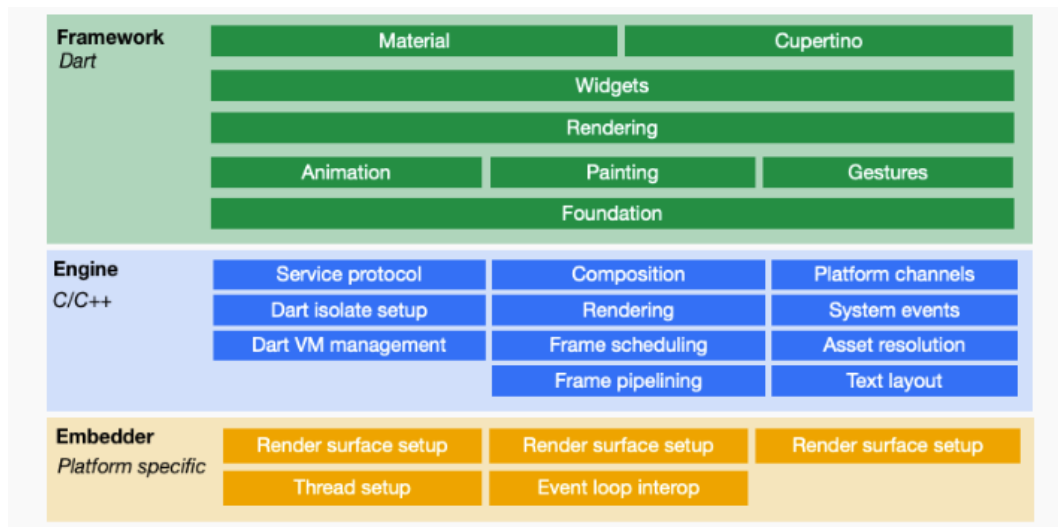 Framework
Dart
Material
Cupertino
Widgets
Rendering
Animation
Painting
Gestures
Foundation
Engine
C/C++
Service protocol
Composition
Platform channels
Dart isolate setup
Rendering
System events
Dart VM management
Frame scheduling
Asset resolution
Frame pipelining
Text layout
Embedder
Platform specific
Render surface setup
Render surface setup
Render surface setup
Thread setup
Event loop interop